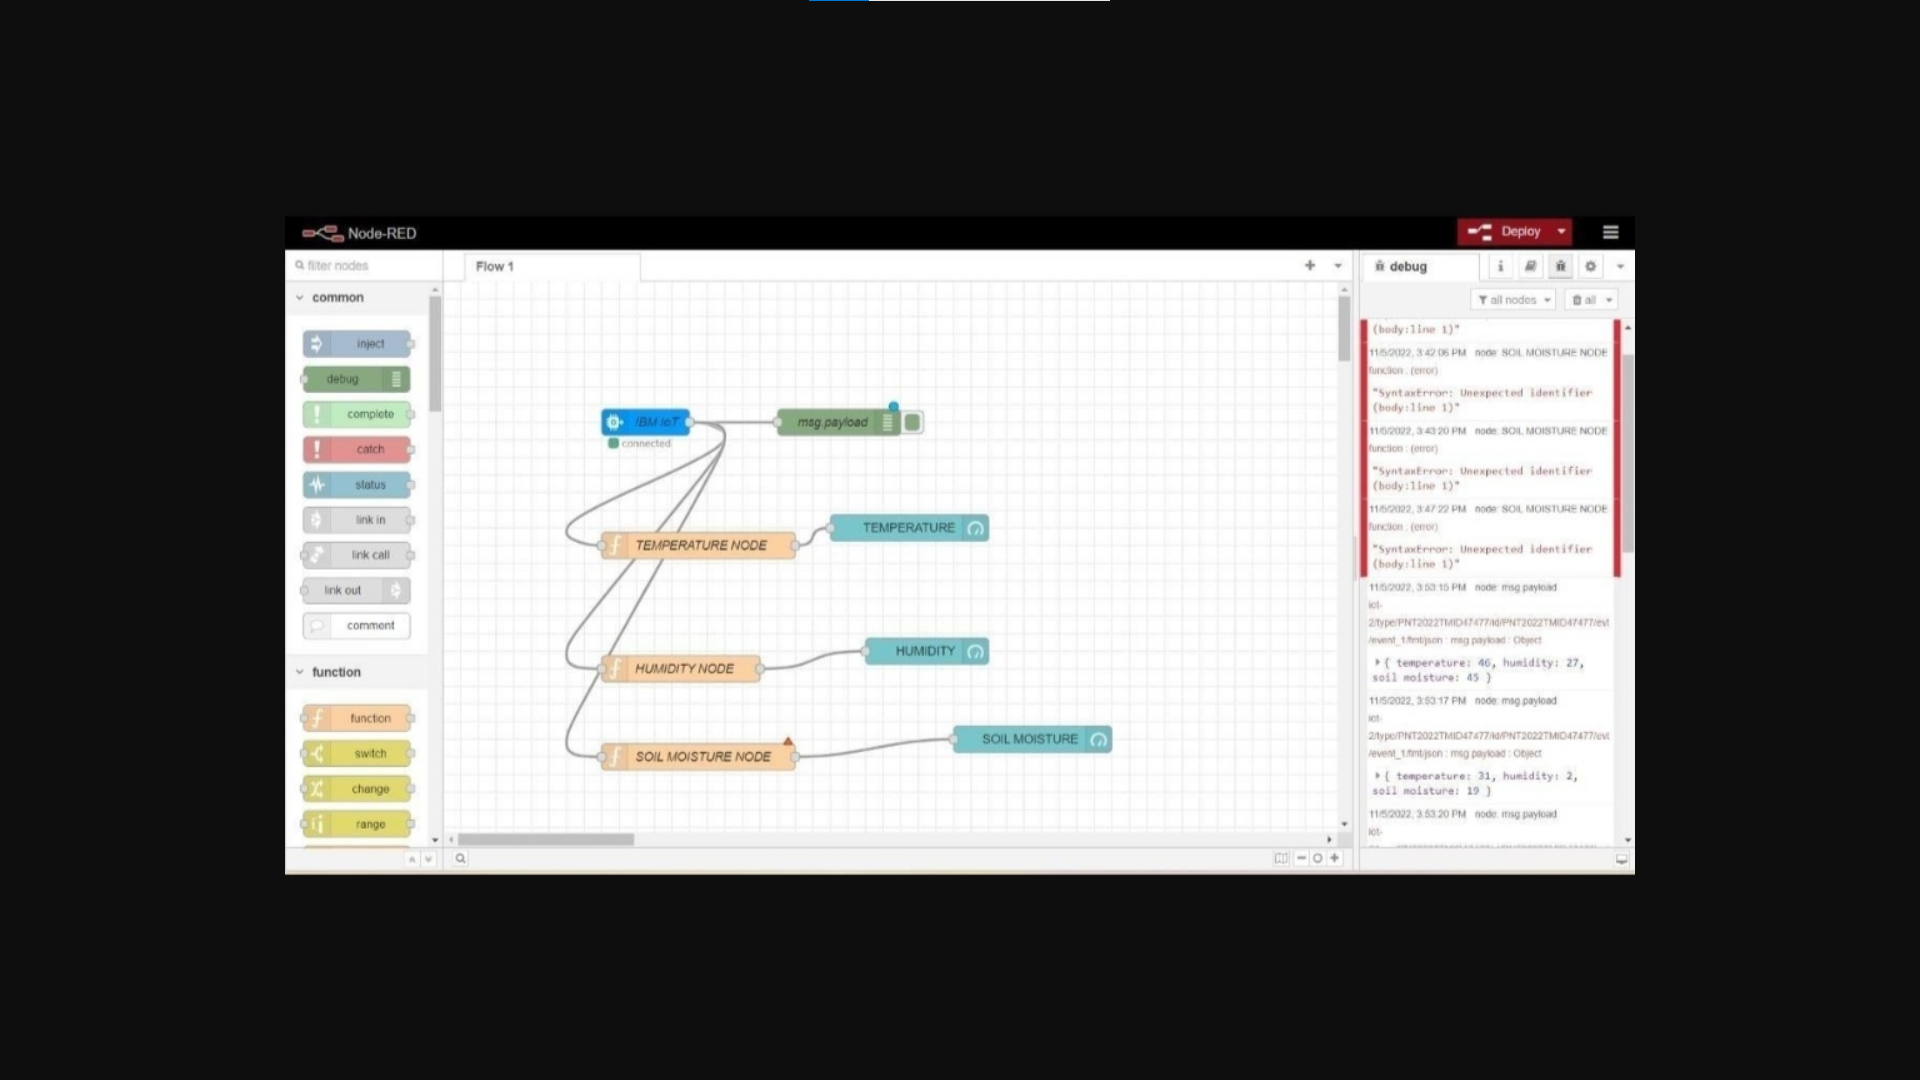 Node-RED
Deploy
filter nodes
Flow 1
debug
all nodes
all
common
inject
debug
complete
catch
status
link in
link call
link out
comment
function
function
switch
change
range
IBM IoT
connected
msg.payload
TEMPERATURE NODE
TEMPERATURE
HUMIDITY NODE
HUMIDITY
SOIL MOISTURE NODE
SOIL MOISTURE
(body:line 1)"
11/5/2022, 3:42:06 PM node: SOIL MOISTURE NODE
function : (error)
"SyntaxError: Unexpected identifier
(body:line 1)"
11/5/2022, 3:43:20 PM node: SOIL MOISTURE NODE
function : (error)
"SyntaxError: Unexpected identifier
(body:line 1)"
11/5/2022, 3:47:22 PM node: SOIL MOISTURE NODE
function : (error)
"SyntaxError: Unexpected identifier
(body:line 1)"
11/5/2022, 3:53:15 PM node: msg.payload
iot-
2/type/PNT2022TMID47477/id/PNT2022TMID47477/evt
/event_1/fmt/json : msg.payload : Object
{ temperature: 46, humidity: 27,
soil moisture: 45 }
11/5/2022, 3:53:17 PM node: msg.payload
iot-
2/type/PNT2022TMID47477/id/PNT2022TMID47477/evt
/event_1/fmt/json : msg.payload : Object
{ temperature: 31, humidity: 2,
soil moisture: 19 }
11/5/2022, 3:53:20 PM node: msg.payload
iot-